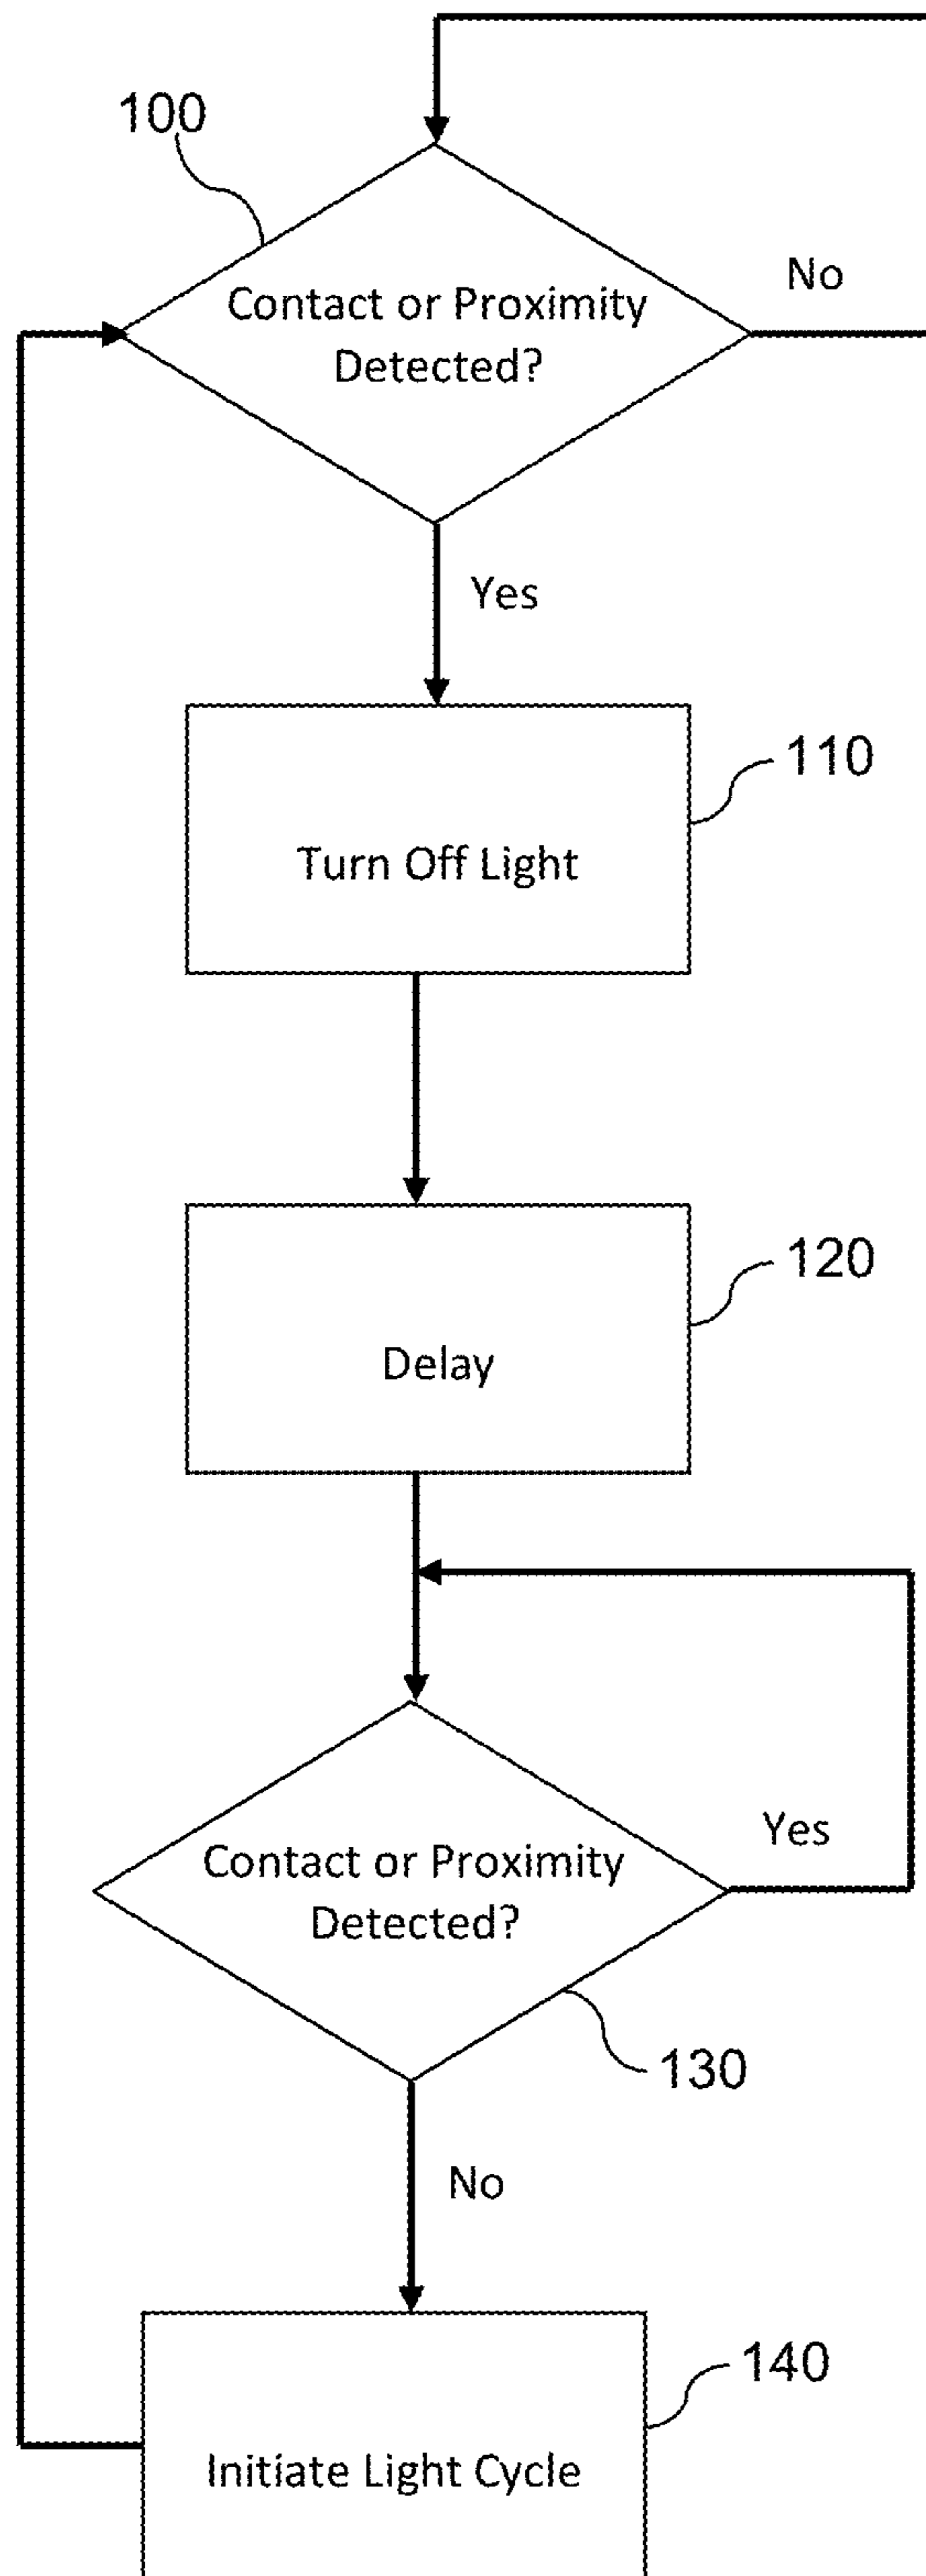 100
Contact or Proximity
Detected?
No
Yes
110
Turn Off Light
120
Delay
Yes
Contact or Proximity
Detected?
130
No
140
Initiate Light Cycle